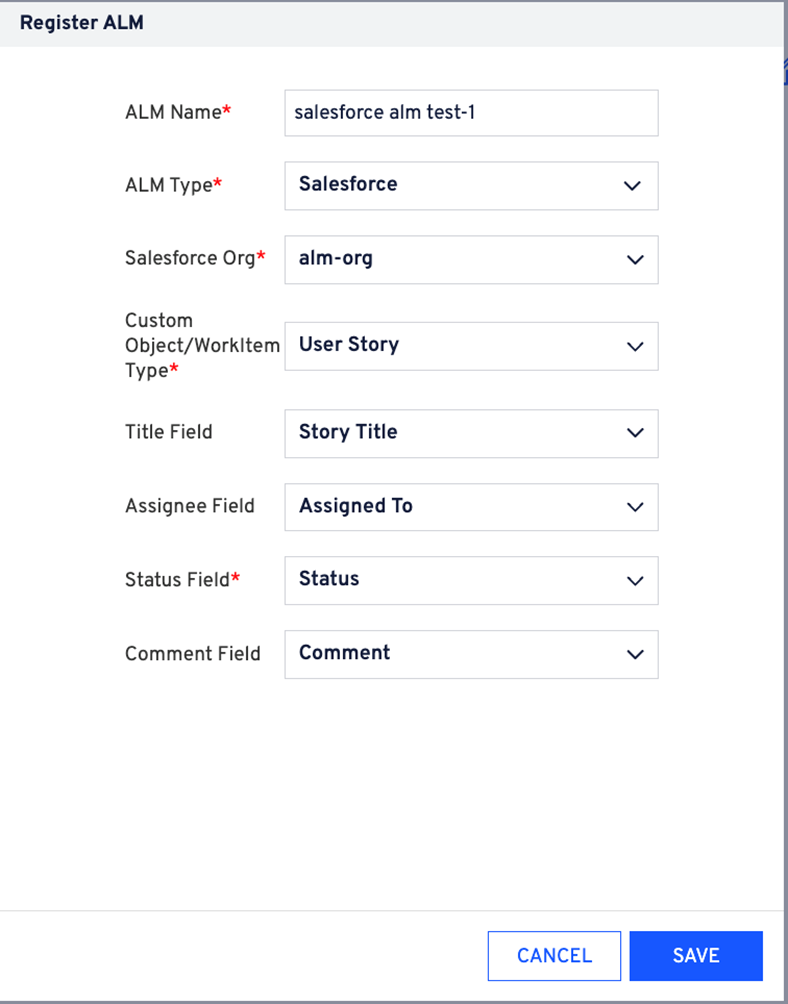 Register ALM
ALM Name* salesforce alm test-1
ALM Type* Salesforce
Salesforce Org* alm-org
Custom
Object/WorkItem User Story
Type*
Title Field Story Title
Assignee Field Assigned To
Status Field* Status
Comment Field Comment
CANCEL SAVE